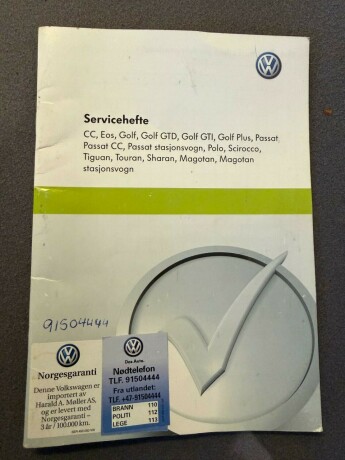 Servicehefte
CC, Eos, Golf, Golf GTD, Golf GTI, Golf Plus, Passat
Passat CC, Passat stasjonsvogn, Polo, Scirocco,
Tiguan, Touran, Sharan, Magotan, Magotan
stasjonsvogn
91504444
Norgesgaranti
Denne Volkswagen er
importert av
Harald A. Møller AS,
og er levert med
Norgesgaranti –
3 år / 100.000 km.
Das Auto.
Nødtelefon
TLF. 91504444
Fra utlandet:
TLF. +47-91504444
BRANN 110
POLITI 112
LEGE 113